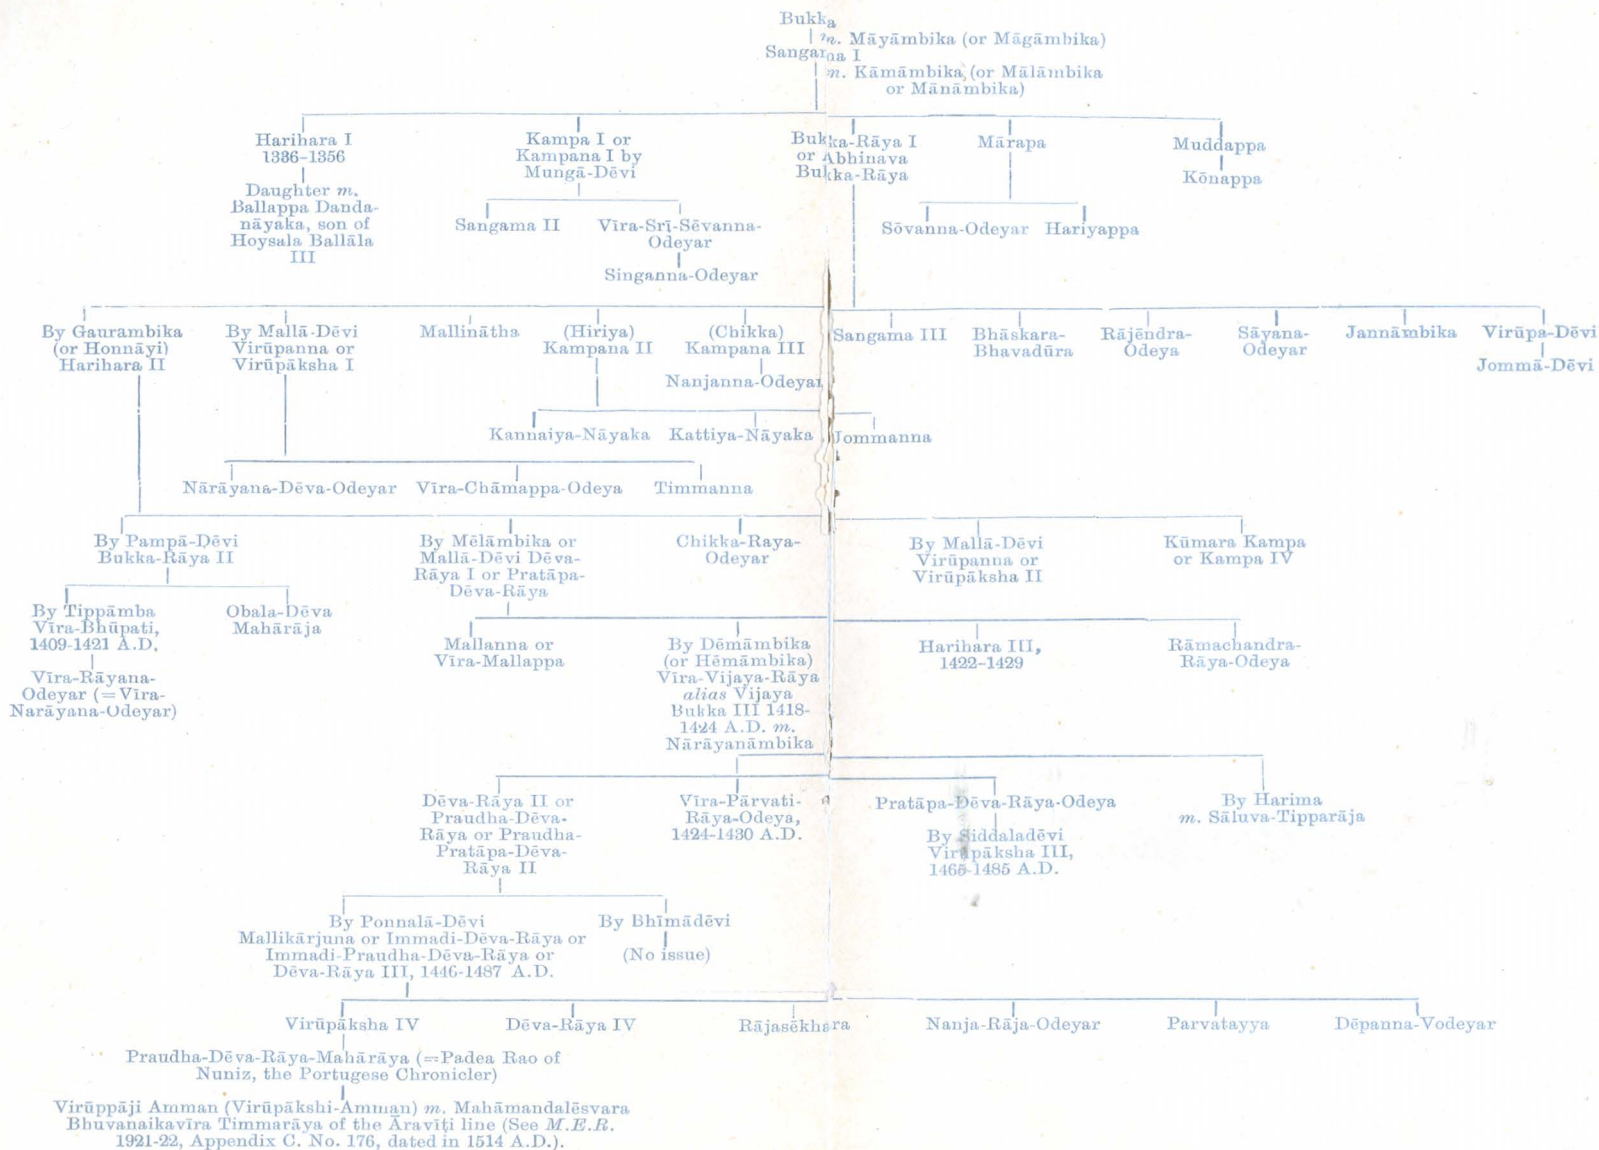 Bukka
m. Māyāmbika (or Māgāmbika)
Sangama I
m. Kāmāmbika (or Mālāmbika
or Mānāmbika)
Harihara I
1336-1356
Daughter m.
Ballappa Danda-
nāyaka, son of
Hoysala Ballāla
III
Kampa I or
Kampana I by
Mungā-Dēvi
Sangama II
Vīra-Srī-Sēvanna-
Odeyar
Singanna-Odeyar
Bukka-Rāya I
or Abhinava
Bukka-Rāya
Mārapa
Sōvanna-Odeyar
Hariyappa
Muddappa
Kōnappa
By Gaurambika
(or Honnāyi)
Harihara II
By Mallā-Dēvi
Virūpanna or
Virūpāksha I
Mallinātha
(Hiriya)
Kampana II
(Chikka)
Kampana III
Nanjanna-Odeyar
Sangama III
Bhāskara-
Bhavadūra
Rājēndra-
Odeya
Sāyana-
Odeyar
Jannāmbika
Virūpa-Dēvi
Jommā-Dēvi
Kannaiya-Nāyaka
Kattiya-Nāyaka
Jommanna
Nārāyana-Dēva-Odeyar
Vīra-Chāmappa-Odeya
Timmanna
By Pampā-Dēvi
Bukka-Rāya II
By Mēlāmbika or
Mallā-Dēvi Dēva-
Rāya I or Pratāpa-
Dēva-Rāya
Chikka-Raya-
Odeyar
By Mallā-Dēvi
Virūpanna or
Virūpāksha II
Kūmara Kampa
or Kampa IV
By Tippāmba
Vīra-Bhūpati,
1409-1421 A.D.
Vīra-Rāyana-
Odeyar (=Vīra-
Narāyana-Odeyar)
Obala-Dēva
Mahārāja
Mallanna or
Vīra-Mallappa
By Dēmāmbika
(or Hēmāmbika)
Vīra-Vijaya-Rāya
alias Vijaya
Bukka III 1418-
1424 A.D. m.
Nārāyanāmbika
Harihara III,
1422-1429
Rāmachandra-
Rāya-Odeya
Dēva-Rāya II or
Praudha-Dēva-
Rāya or Praudha-
Pratāpa-Dēva-
Rāya II
Vīra-Pārvati-
Rāya-Odeya,
1424-1430 A.D.
Pratāpa-Dēva-Rāya-Odeya
By Siddaladēvi
Virūpāksha III,
1465-1485 A.D.
By Harima
m. Sāluva-Tipparāja
By Ponnalā-Dēvi
Mallikārjuna or Immadi-Dēva-Rāya or
Immadi-Praudha-Dēva-Rāya or
Dēva-Rāya III, 1446-1487 A.D.
By Bhīmādēvi
(No issue)
Virūpāksha IV
Dēva-Rāya IV
Rājasēkhara
Nanja-Rāja-Odeyar
Parvatayya
Dēpanna-Vodeyar
Praudha-Dēva-Rāya-Mahārāya (=Padea Rao of
Nuniz, the Portugese Chronicler)
Virūppāji Amman (Virūpākshi-Amman) m. Mahāmandalēsvara
Bhuvanaikavīra Timmarāya of the Āravīṭi line (See M.E.R.
1921-22, Appendix C. No. 176, dated in 1514 A.D.).